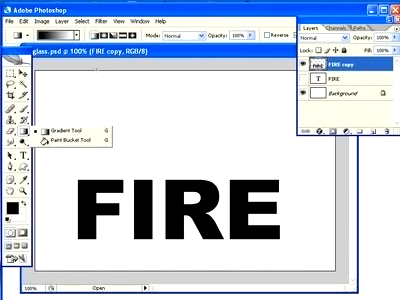 Adobe Photoshop
Edit Image Layer Select Filter View Window Help
Mode: Normal Opacity: 100% Reverse
glass.psd @ 100% (FIRE copy, RGB/8)
Layers Channels Paths
Normal Opacity: 100%
Lock: Fill: 100%
FIRE copy
T FIRE
Background
Gradient Tool G
Paint Bucket Tool G
FIRE
100% Open